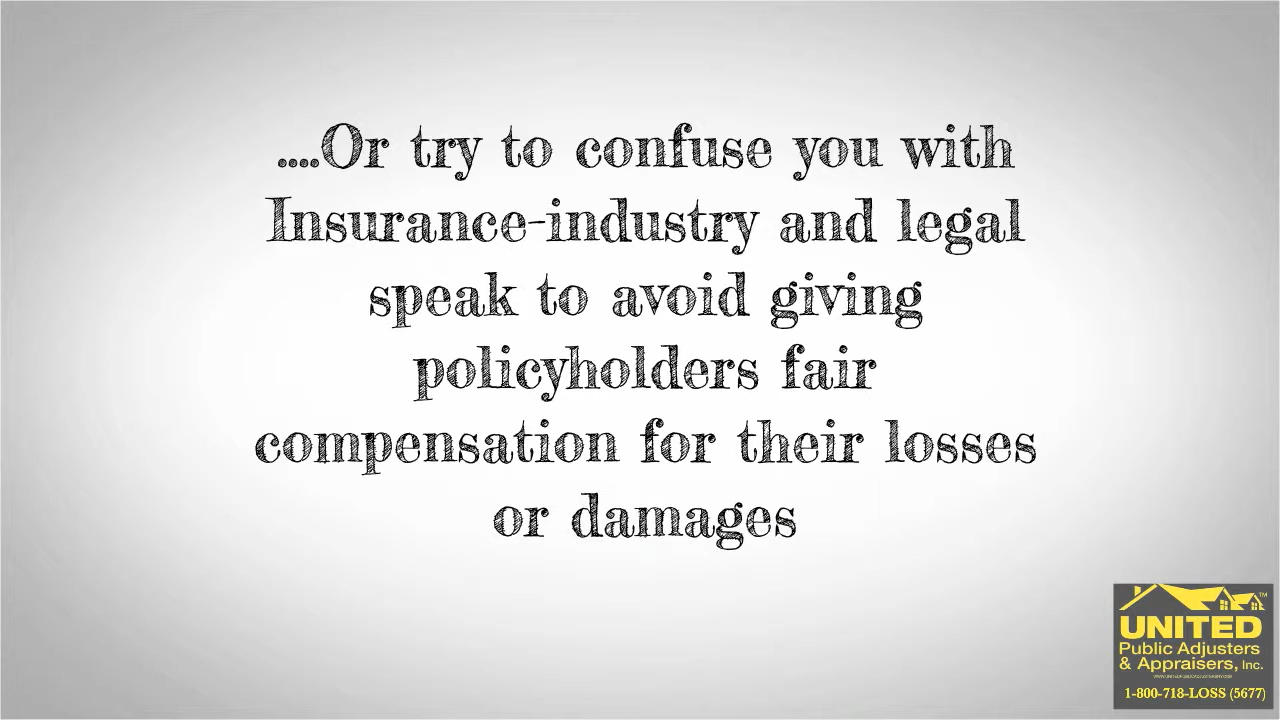 ....Or try to confuse you with
Insurance-industry and legal
speak to avoid giving
policyholders fair
compensation for their losses
or damages
TM
UNITED
Public Adjusters
& Appraisers, Inc.
1-800-718-LOSS (5677)